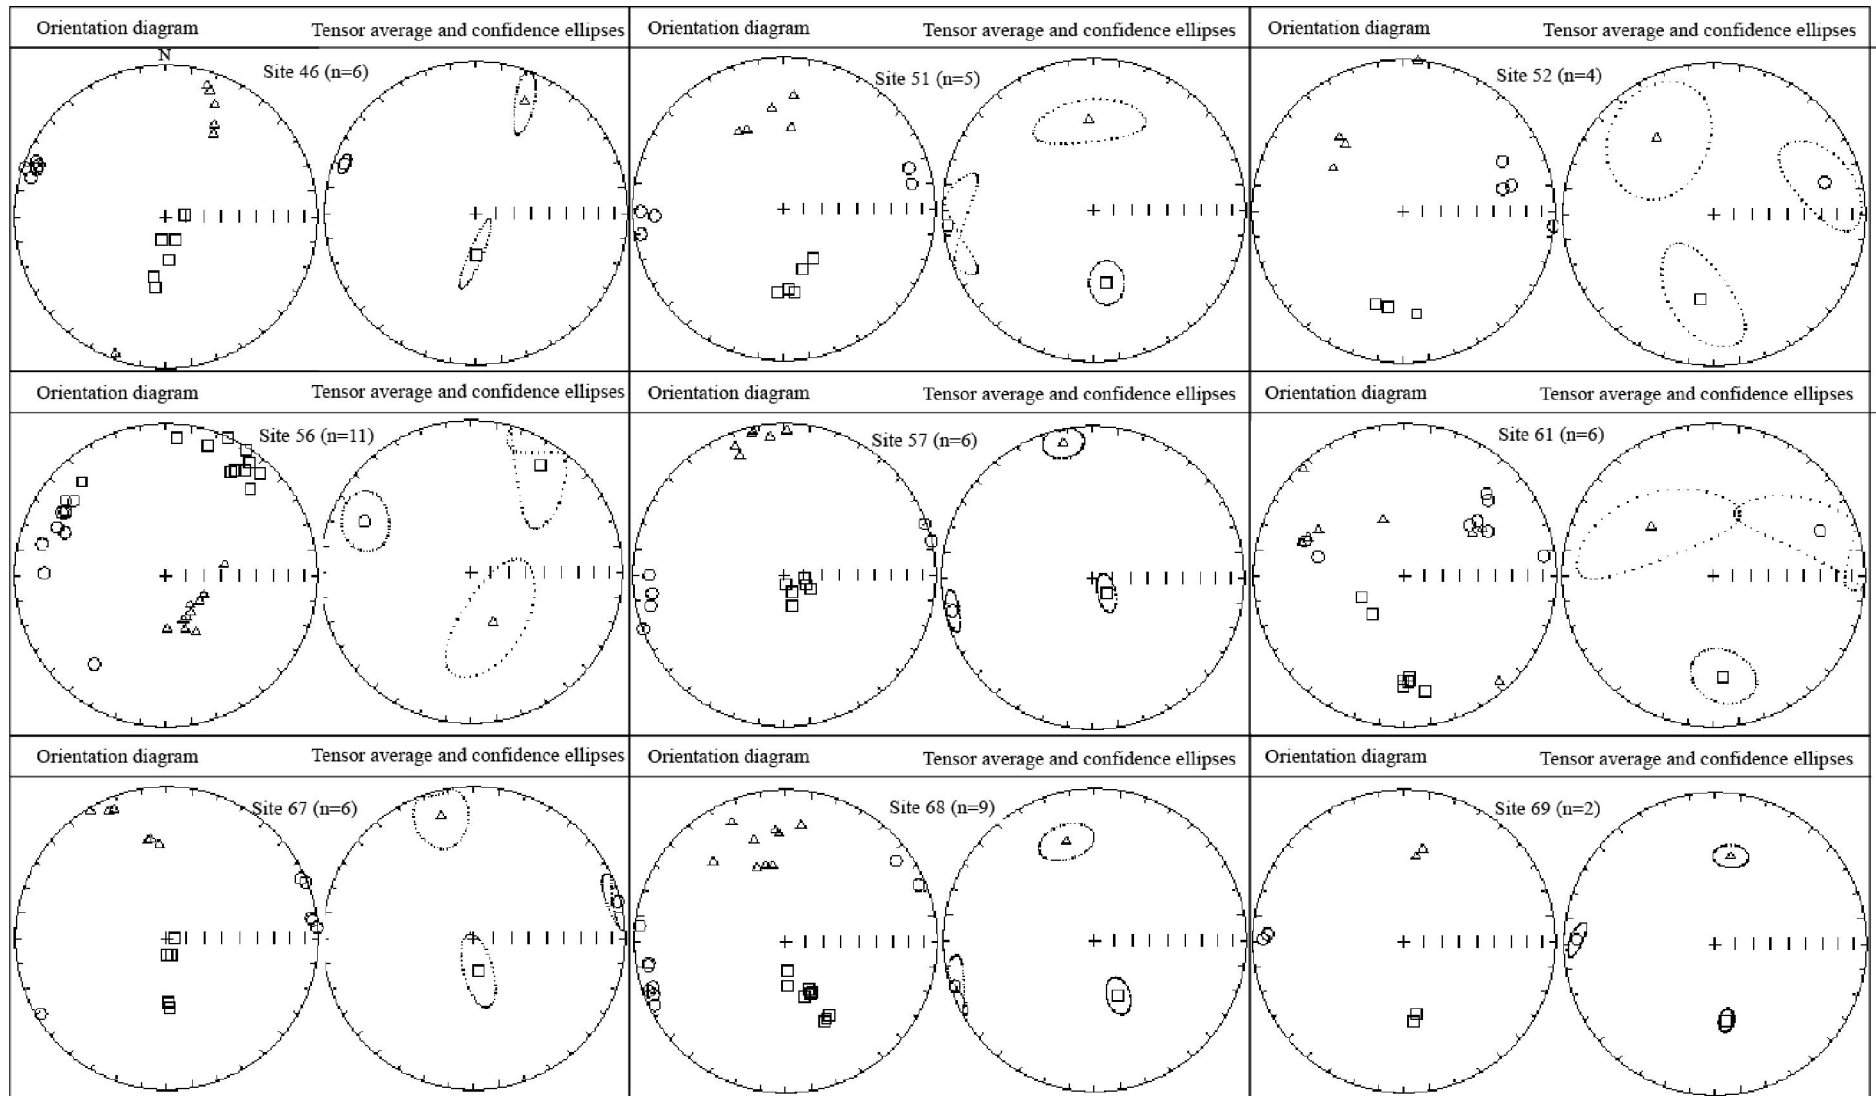 Orientation diagram Tensor average and confidence ellipses Orientation diagram Tensor average and confidence ellipses Orientation diagram Tensor average and confidence ellipses
N
Site 46 (n=6) Site 51 (n=5) Site 52 (n=4)
Orientation diagram Tensor average and confidence ellipses Orientation diagram Tensor average and confidence ellipses Orientation diagram Tensor average and confidence ellipses
Site 56 (n=11) Site 57 (n=6) Site 61 (n=6)
Orientation diagram Tensor average and confidence ellipses Orientation diagram Tensor average and confidence ellipses Orientation diagram Tensor average and confidence ellipses
Site 67 (n=6) Site 68 (n=9) Site 69 (n=2)